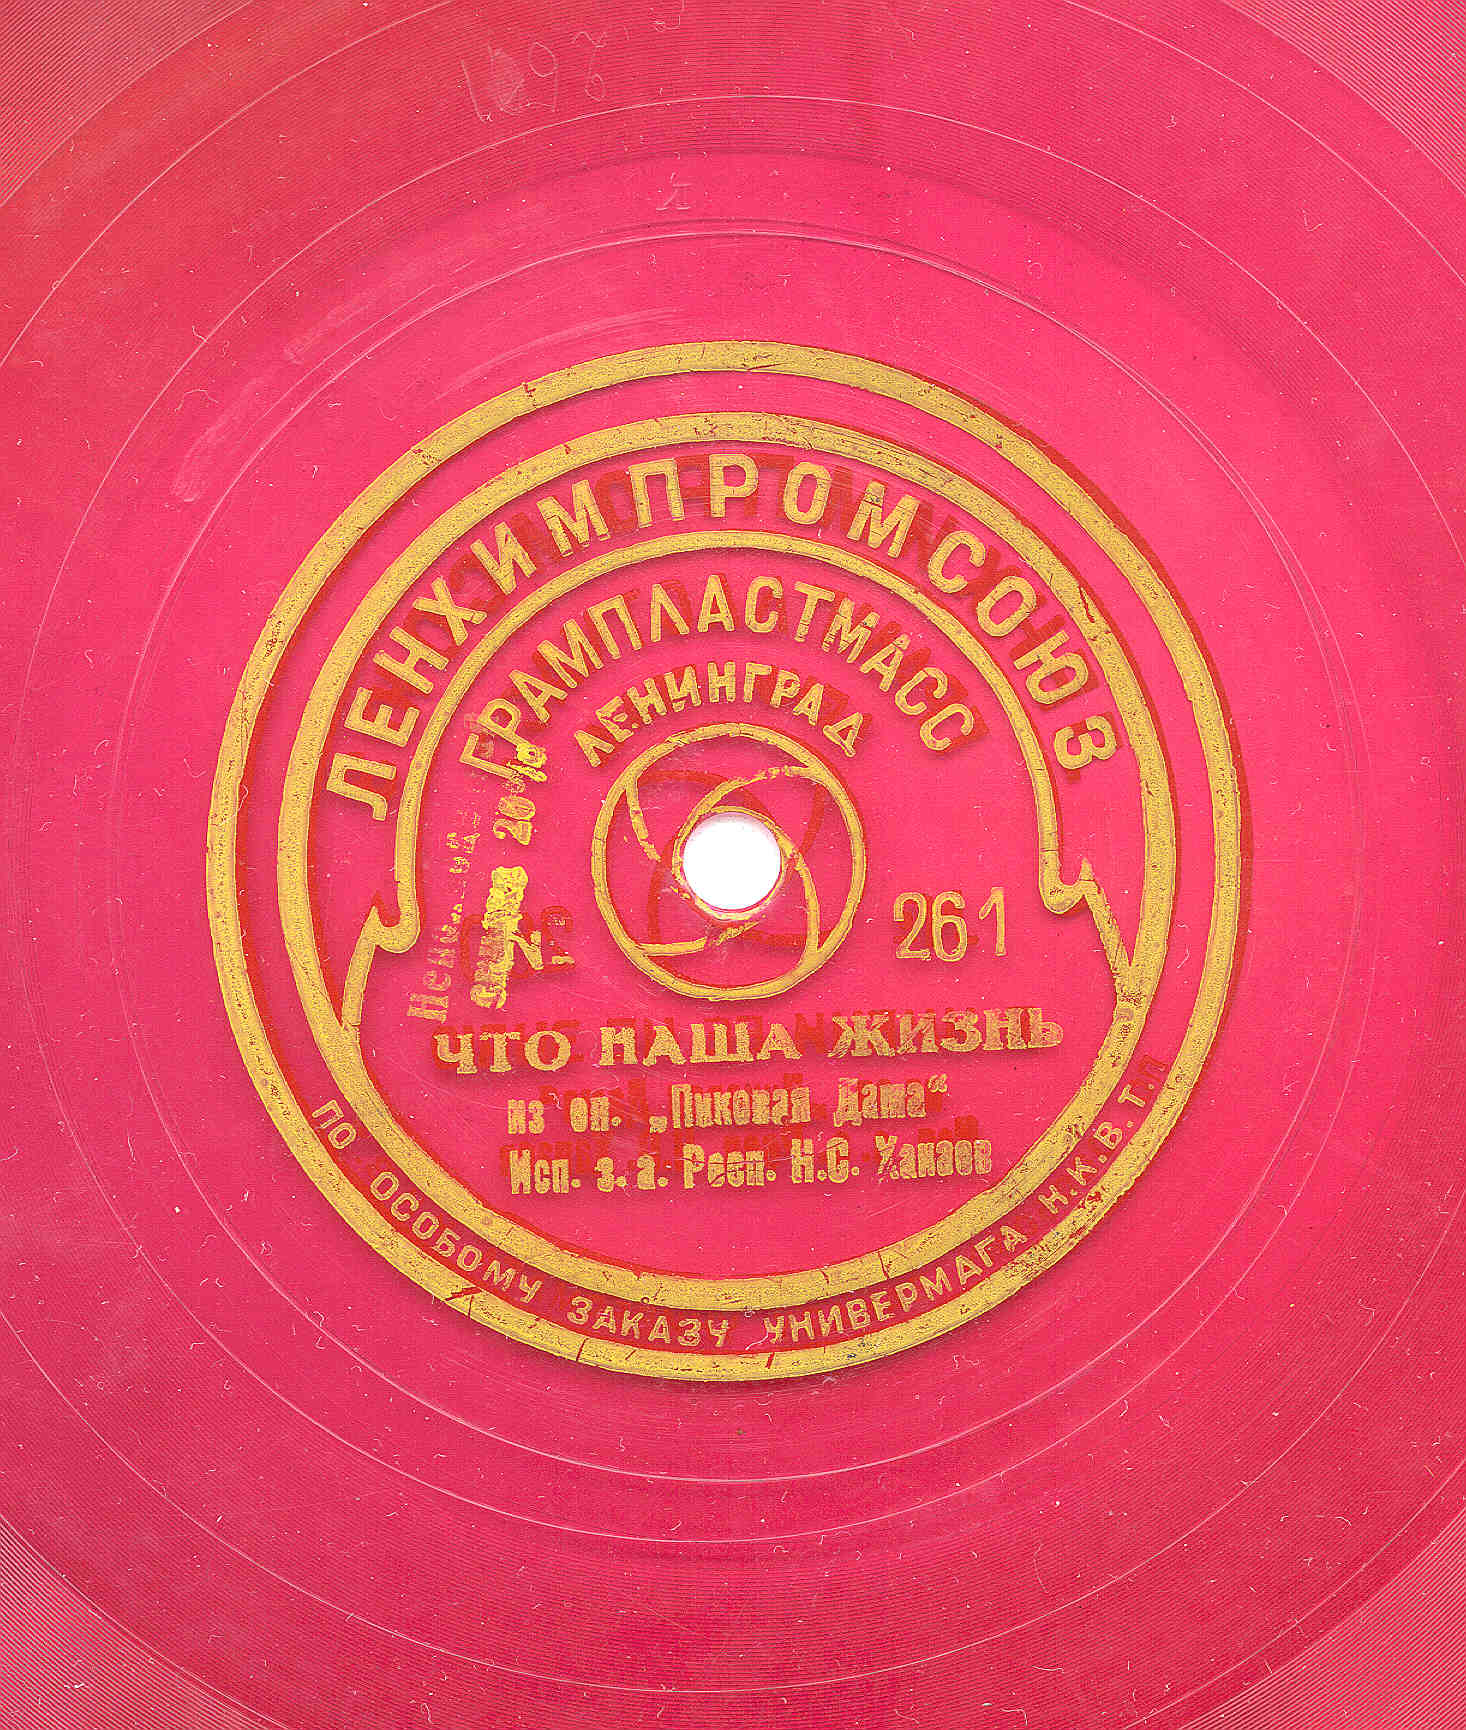 ЛЕНХИМПРОМСОЮЗ
ГРАМПЛАСТМАСС
ЛЕНИНГРАД
№ 261
ЧТО НАША ЖИЗНЬ
из оп. „Пиковая Дама“
Исп. з. а. Респ. Н.С. Ханаев
ПО ОСОБОМУ ЗАКАЗУ УНИВЕРМАГА Н.К.В.Т.П